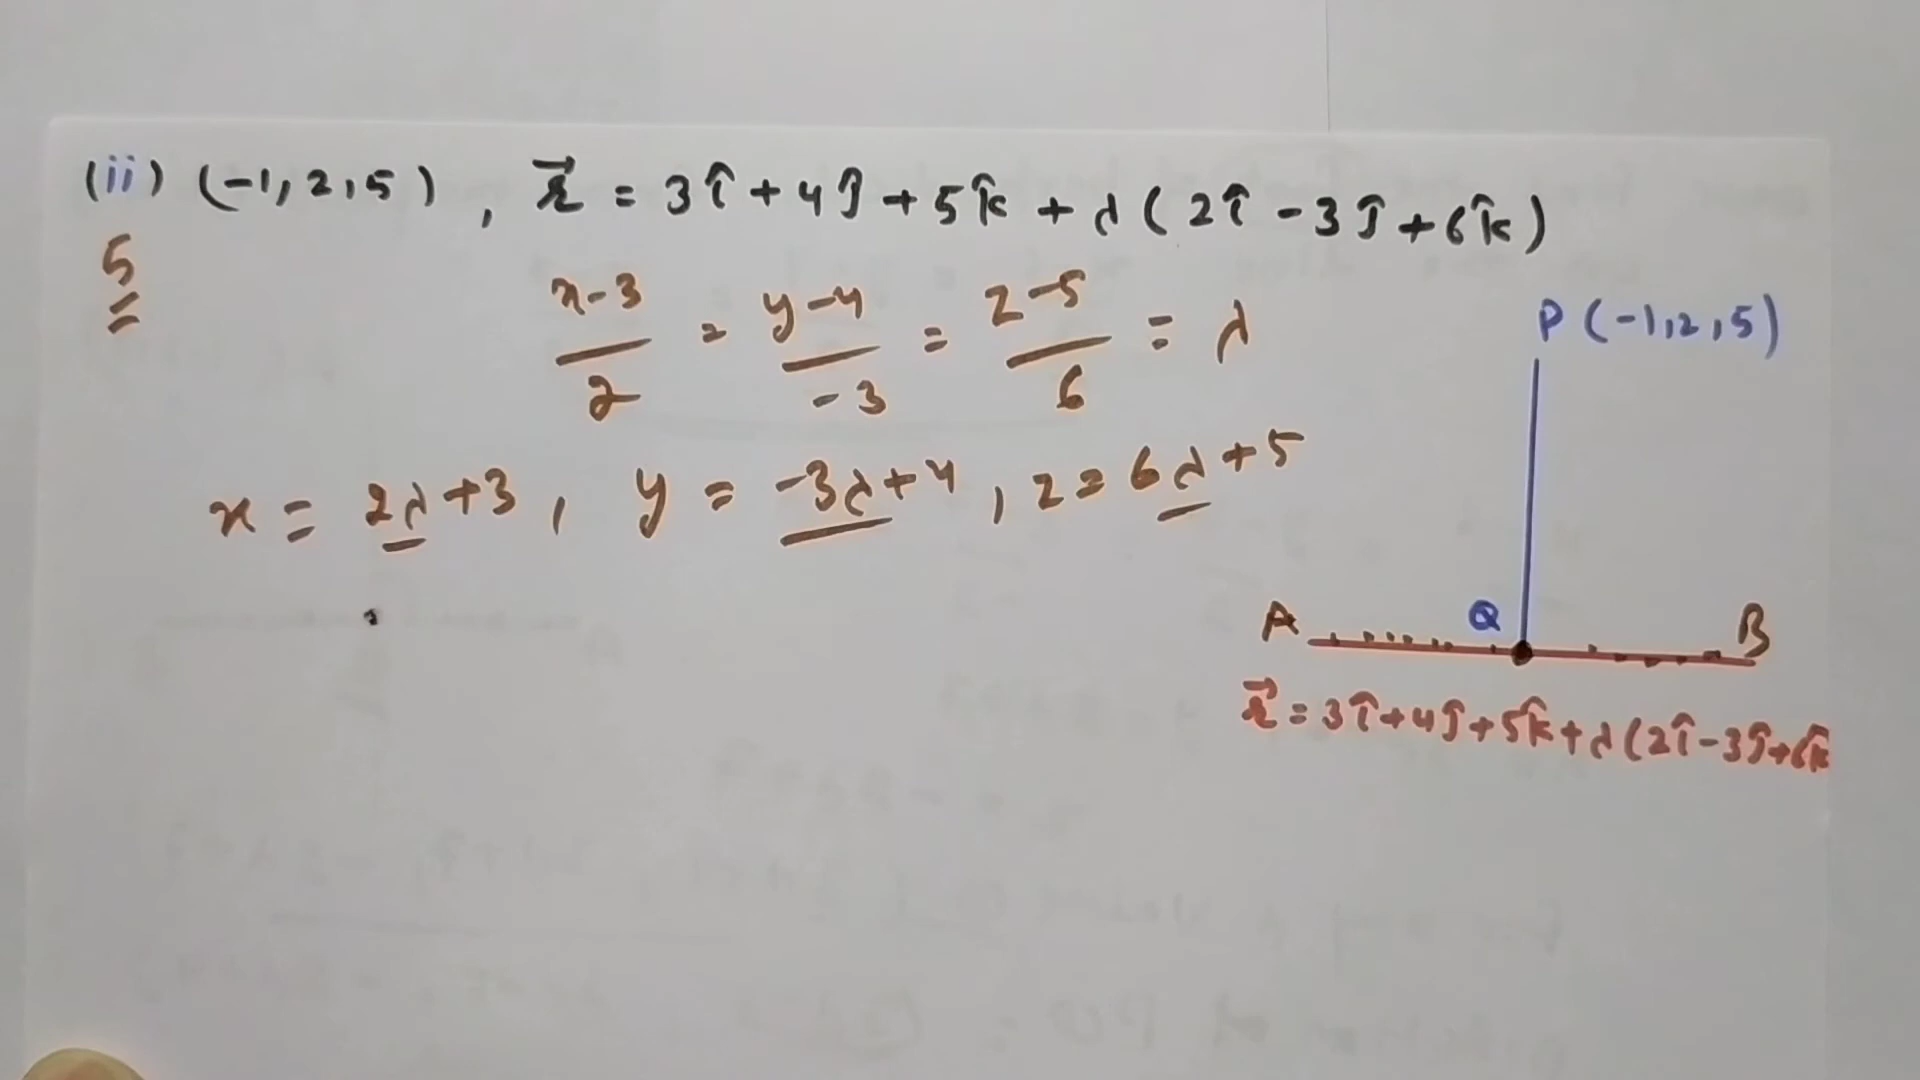 (ii) (-1, 2, 5), r⃗ = 3î + 4ĵ + 5k̂ + λ(2î - 3ĵ + 6k̂)
5
x-3/2 = y-4/-3 = z-5/6 = λ
P(-1,2,5)
x = 2λ+3, y = -3λ+4, z = 6λ+5
A Q B
r⃗ = 3î+4ĵ+5k̂+λ(2î-3ĵ+6k̂